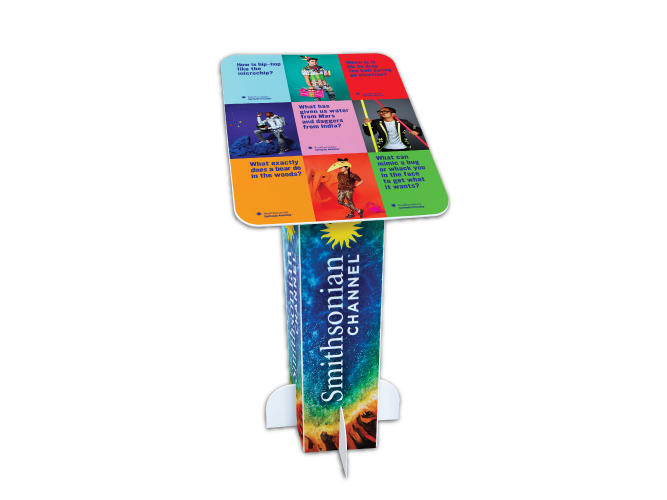 How is hip-hop
like the
microchip?
What has
given us water
from Mars
and daggers
from India?
What exactly
does a bear do
in the woods?
What can
mimic a bug
or whack you
in the face
to get what
it wants?
Smithsonian
CHANNEL
Smithsonian
CHANNEL